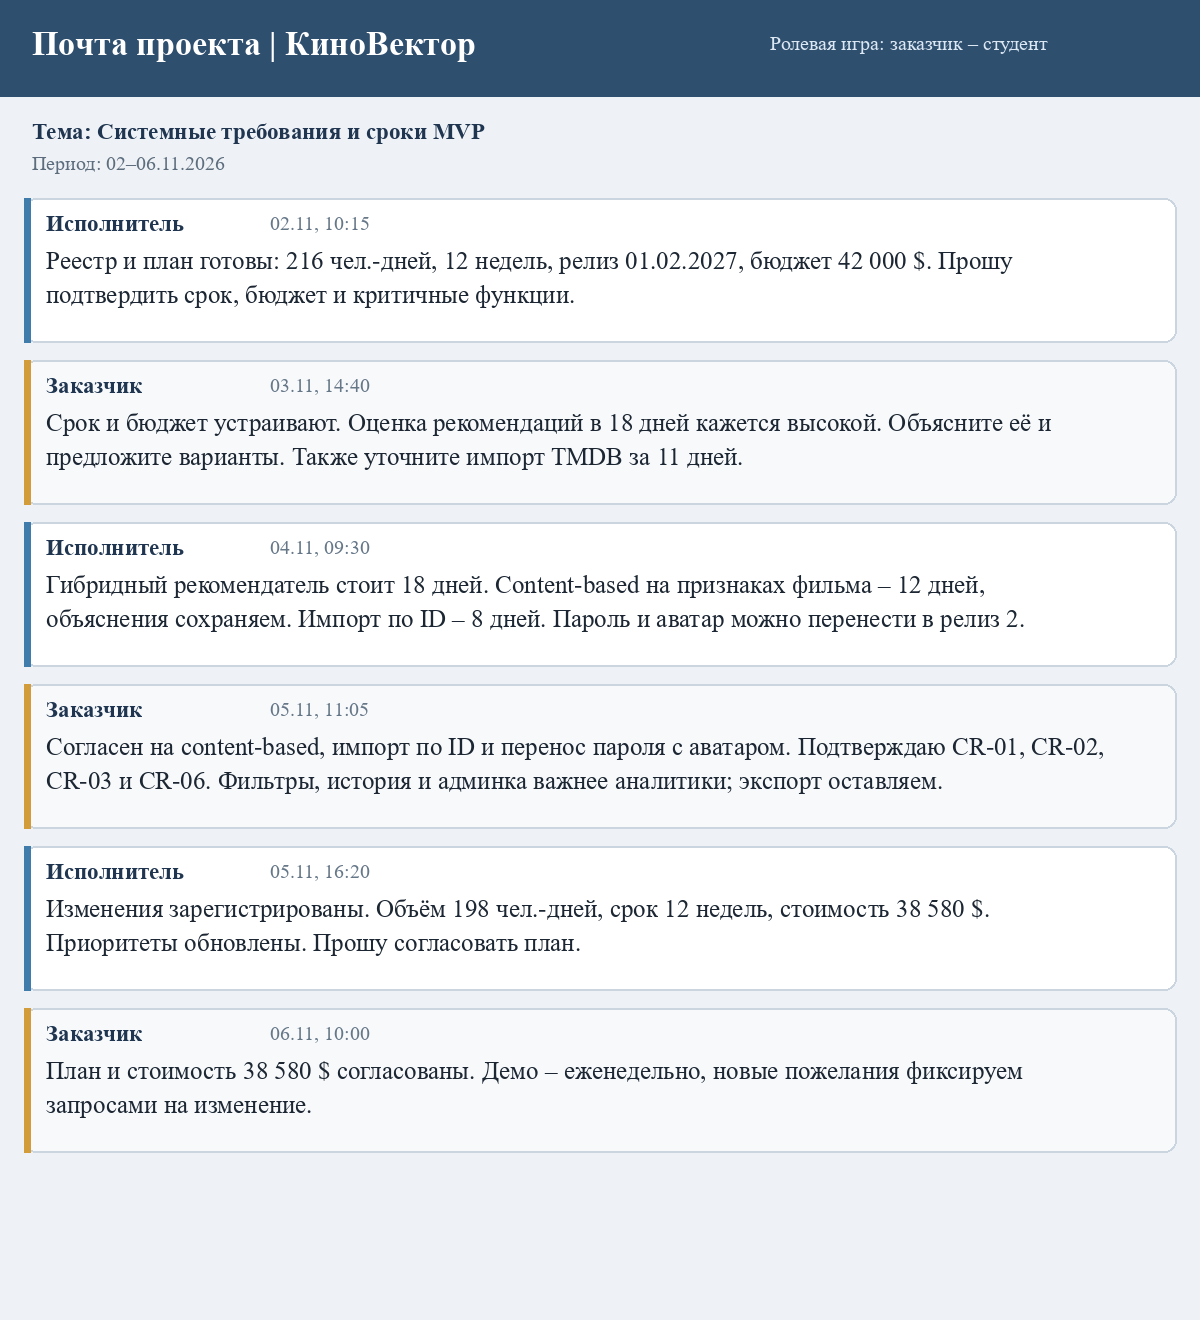 Почта проекта | КиноВектор
Ролевая игра: заказчик – студент
Тема: Системные требования и сроки MVP
Период: 02–06.11.2026
Исполнитель 02.11, 10:15
Реестр и план готовы: 216 чел.-дней, 12 недель, релиз 01.02.2027, бюджет 42 000 $. Прошу
подтвердить срок, бюджет и критичные функции.
Заказчик 03.11, 14:40
Срок и бюджет устраивают. Оценка рекомендаций в 18 дней кажется высокой. Объясните её и
предложите варианты. Также уточните импорт TMDB за 11 дней.
Исполнитель 04.11, 09:30
Гибридный рекомендатель стоит 18 дней. Content-based на признаках фильма – 12 дней,
объяснения сохраняем. Импорт по ID – 8 дней. Пароль и аватар можно перенести в релиз 2.
Заказчик 05.11, 11:05
Согласен на content-based, импорт по ID и перенос пароля с аватаром. Подтверждаю CR-01, CR-02,
CR-03 и CR-06. Фильтры, история и админка важнее аналитики; экспорт оставляем.
Исполнитель 05.11, 16:20
Изменения зарегистрированы. Объём 198 чел.-дней, срок 12 недель, стоимость 38 580 $.
Приоритеты обновлены. Прошу согласовать план.
Заказчик 06.11, 10:00
План и стоимость 38 580 $ согласованы. Демо – еженедельно, новые пожелания фиксируем
запросами на изменение.